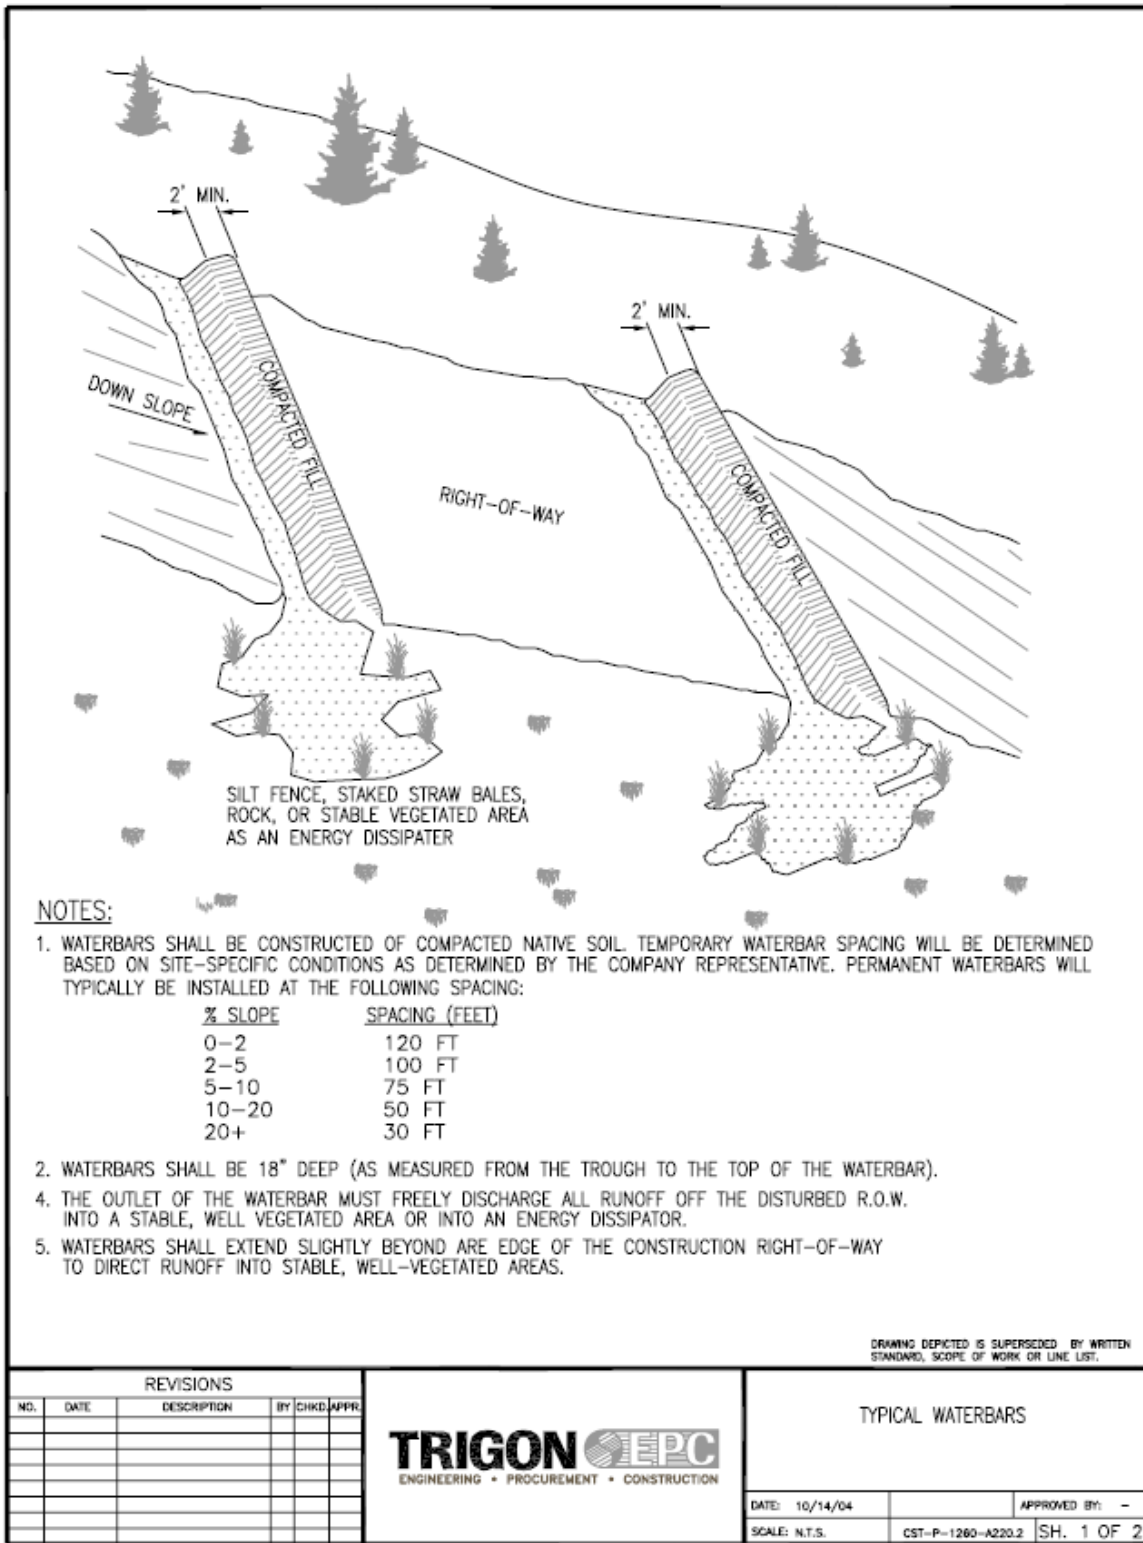 2' MIN.
2' MIN.
DOWN SLOPE
COMPACTED FILL
RIGHT-OF-WAY
COMPACTED FILL
SILT FENCE, STAKED STRAW BALES,
ROCK, OR STABLE VEGETATED AREA
AS AN ENERGY DISSIPATER
NOTES:
1. WATERBARS SHALL BE CONSTRUCTED OF COMPACTED NATIVE SOIL. TEMPORARY WATERBAR SPACING WILL BE DETERMINED
BASED ON SITE-SPECIFIC CONDITIONS AS DETERMINED BY THE COMPANY REPRESENTATIVE. PERMANENT WATERBARS WILL
TYPICALLY BE INSTALLED AT THE FOLLOWING SPACING:
% SLOPE SPACING (FEET)
0-2 120 FT
2-5 100 FT
5-10 75 FT
10-20 50 FT
20+ 30 FT
2. WATERBARS SHALL BE 18" DEEP (AS MEASURED FROM THE TROUGH TO THE TOP OF THE WATERBAR).
4. THE OUTLET OF THE WATERBAR MUST FREELY DISCHARGE ALL RUNOFF OFF THE DISTURBED R.O.W.
INTO A STABLE, WELL VEGETATED AREA OR INTO AN ENERGY DISSIPATOR.
5. WATERBARS SHALL EXTEND SLIGHTLY BEYOND ARE EDGE OF THE CONSTRUCTION RIGHT-OF-WAY
TO DIRECT RUNOFF INTO STABLE, WELL-VEGETATED AREAS.
DRAWING DEPICTED IS SUPERSEDED BY WRITTEN
STANDARD, SCOPE OF WORK OR LINE LIST.
REVISIONS
NO. DATE DESCRIPTION BY CHKD. APPR.
TRIGON EPC
ENGINEERING • PROCUREMENT • CONSTRUCTION
TYPICAL WATERBARS
DATE: 10/14/04 APPROVED BY: -
SCALE: N.T.S. CST-P-1260-A220.2 SH. 1 OF 2